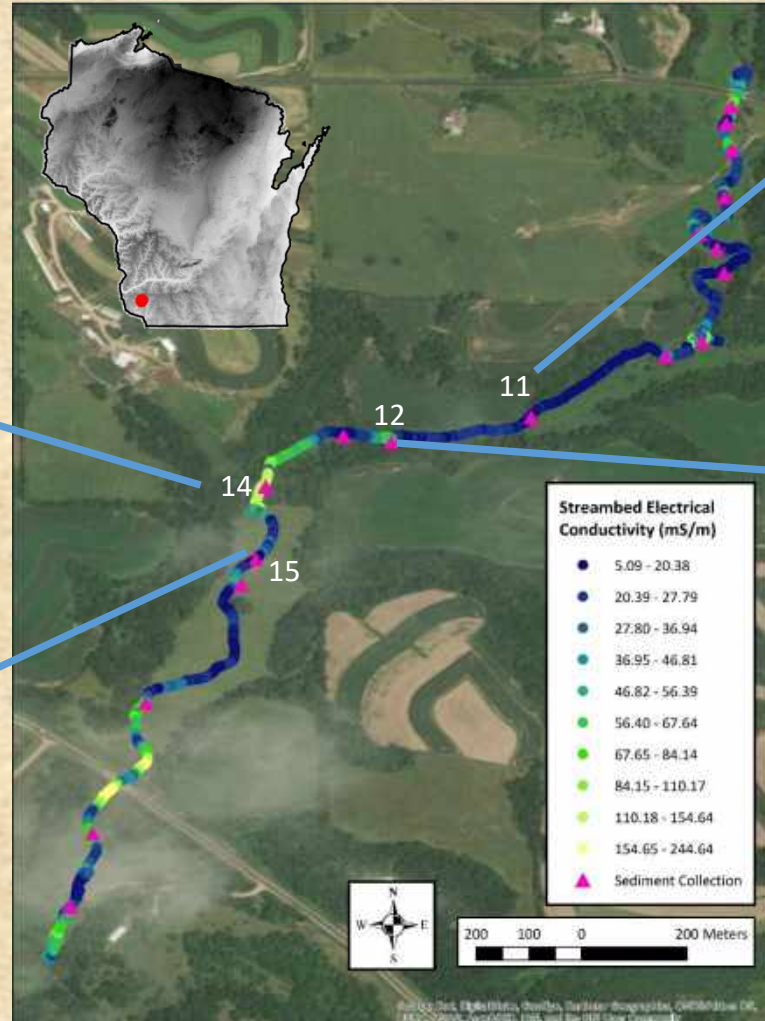 11
12
14
15
Streambed Electrical
Conductivity (mS/m)
5.09 - 20.38
20.39 - 27.79
27.80 - 36.94
36.95 - 46.81
46.82 - 56.39
56.40 - 67.64
67.65 - 84.14
84.15 - 110.17
110.18 - 154.64
154.65 - 244.64
Sediment Collection
N
W E
S
200 100 0 200 Meters